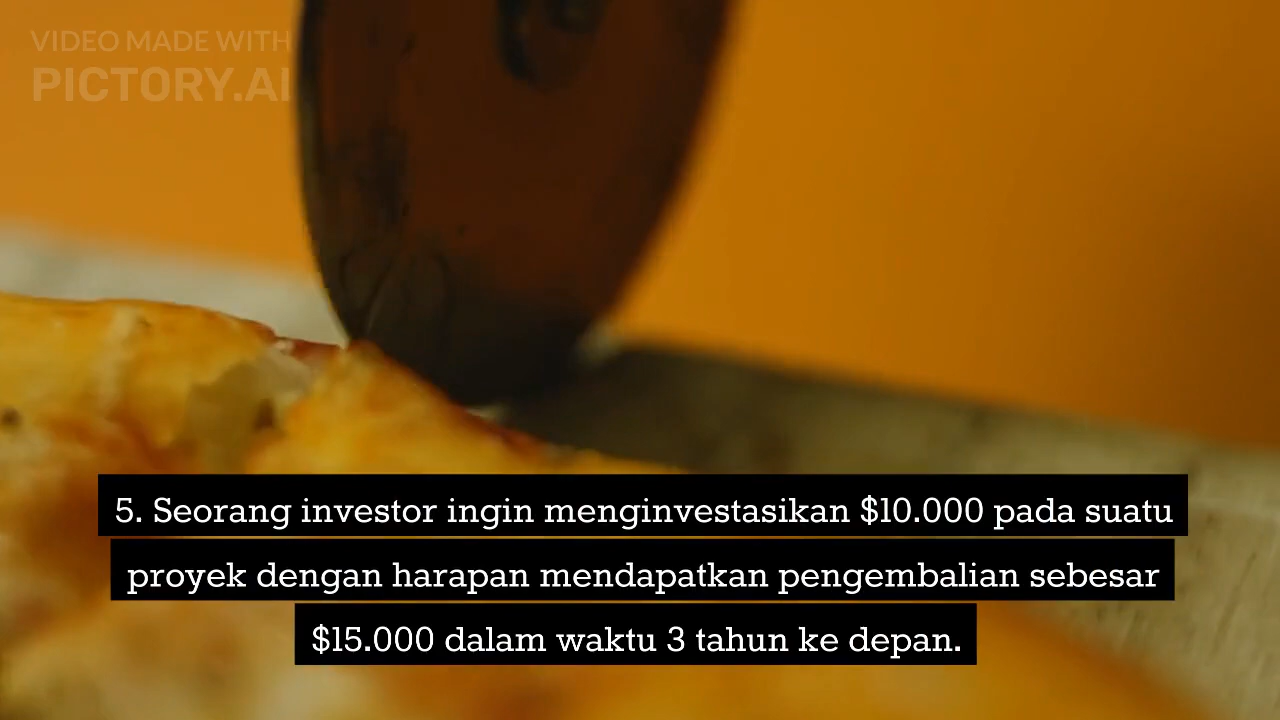 VIDEO MADE WITH
PICTORY.AI
5. Seorang investor ingin menginvestasikan $10.000 pada suatu
proyek dengan harapan mendapatkan pengembalian sebesar
$15.000 dalam waktu 3 tahun ke depan.